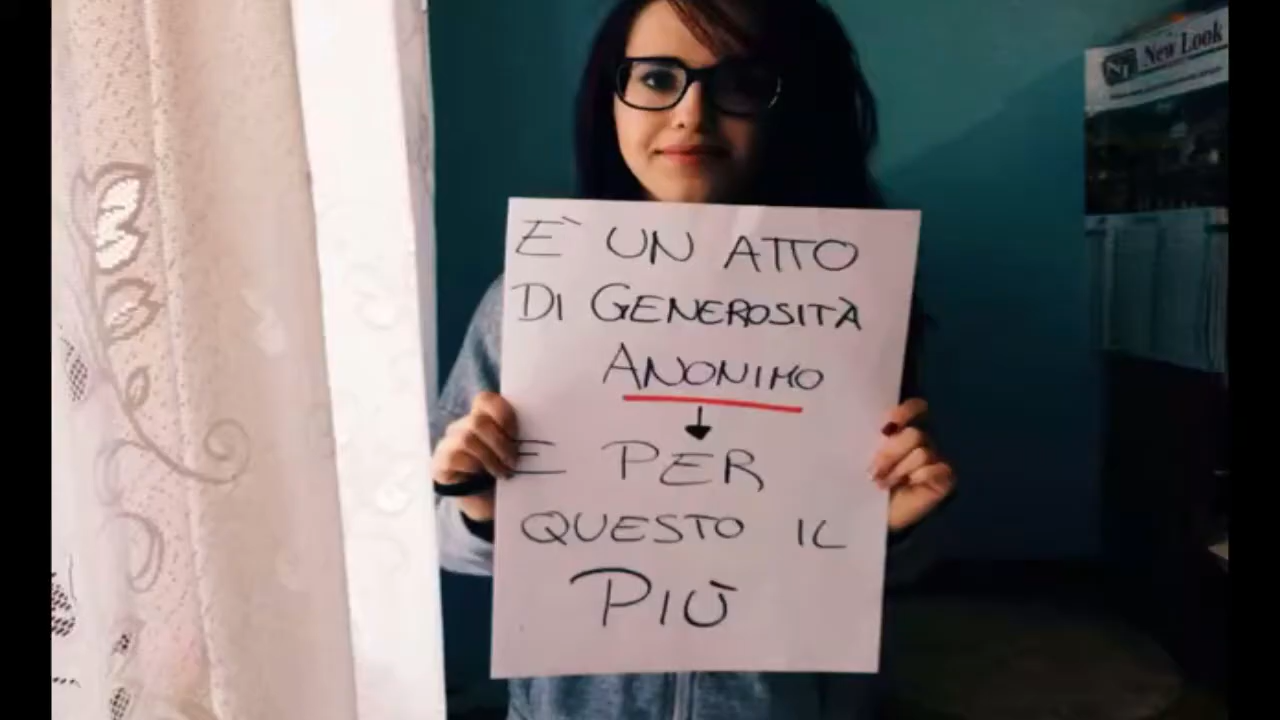 È UN ATTO
DI GENEROSITÀ
ANONIMO
E PER
QUESTO IL
PIÙ
New Look